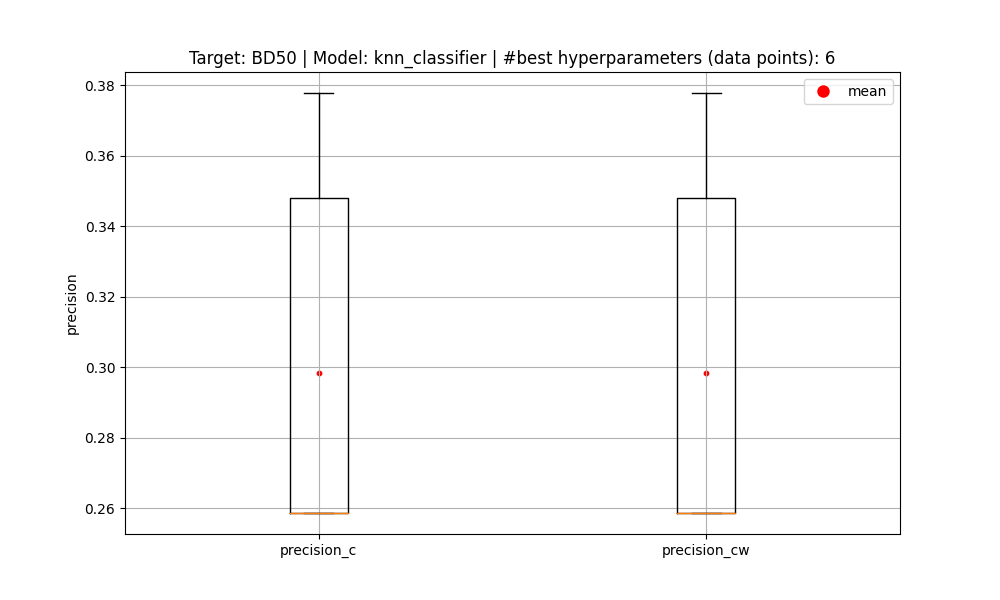 Target: BD50 | Model: knn_classifier | #best hyperparameters (data points): 6
mean
0.38
0.36
0.34
0.32
0.30
0.28
0.26
precision
precision_c
precision_cw